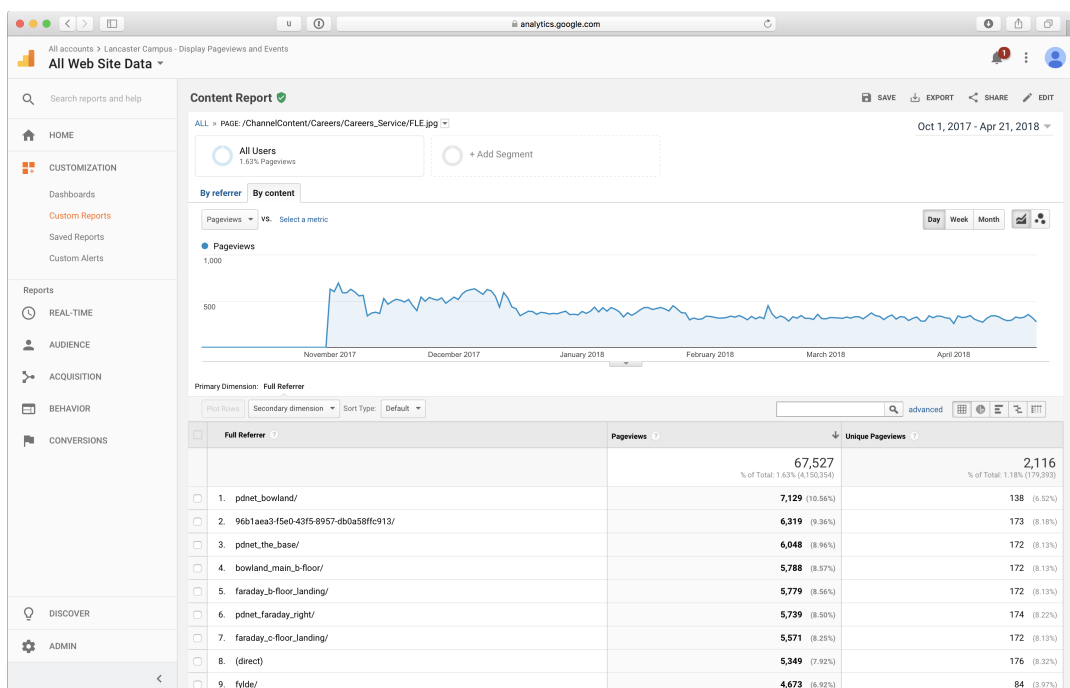 u
analytics.google.com
All accounts > Lancaster Campus - Display Pageviews and Events
All Web Site Data
1
Search reports and help
HOME
CUSTOMIZATION
Dashboards
Custom Reports
Saved Reports
Custom Alerts
Reports
REAL-TIME
AUDIENCE
ACQUISITION
BEHAVIOR
CONVERSIONS
DISCOVER
ADMIN
Content Report
SAVE
EXPORT
SHARE
EDIT
ALL » PAGE: /ChannelContent/Careers/Careers_Service/FLE.jpg
Oct 1, 2017 - Apr 21, 2018
All Users
1.63% Pageviews
+ Add Segment
By referrer By content
Pageviews VS. Select a metric
Day Week Month
Pageviews
1,000
500
November 2017 December 2017 January 2018 February 2018 March 2018 April 2018
Primary Dimension: Full Referrer
Plot Rows Secondary dimension Sort Type: Default
advanced
Full Referrer ? Pageviews ? Unique Pageviews ?
67,527 2,116
% of Total: 1.63% (4,150,354) % of Total: 1.18% (179,393)
1. pdnet_bowland/ 7,129 (10.56%) 138 (6.52%)
2. 96b1aea3-f5e0-43f5-8957-db0a58ffc913/ 6,319 (9.36%) 173 (8.18%)
3. pdnet_the_base/ 6,048 (8.96%) 172 (8.13%)
4. bowland_main_b-floor/ 5,788 (8.57%) 172 (8.13%)
5. faraday_b-floor_landing/ 5,779 (8.56%) 172 (8.13%)
6. pdnet_faraday_right/ 5,739 (8.50%) 174 (8.22%)
7. faraday_c-floor_landing/ 5,571 (8.25%) 172 (8.13%)
8. (direct) 5,349 (7.92%) 176 (8.32%)
9. fylde/ 4,673 (6.92%) 84 (3.97%)